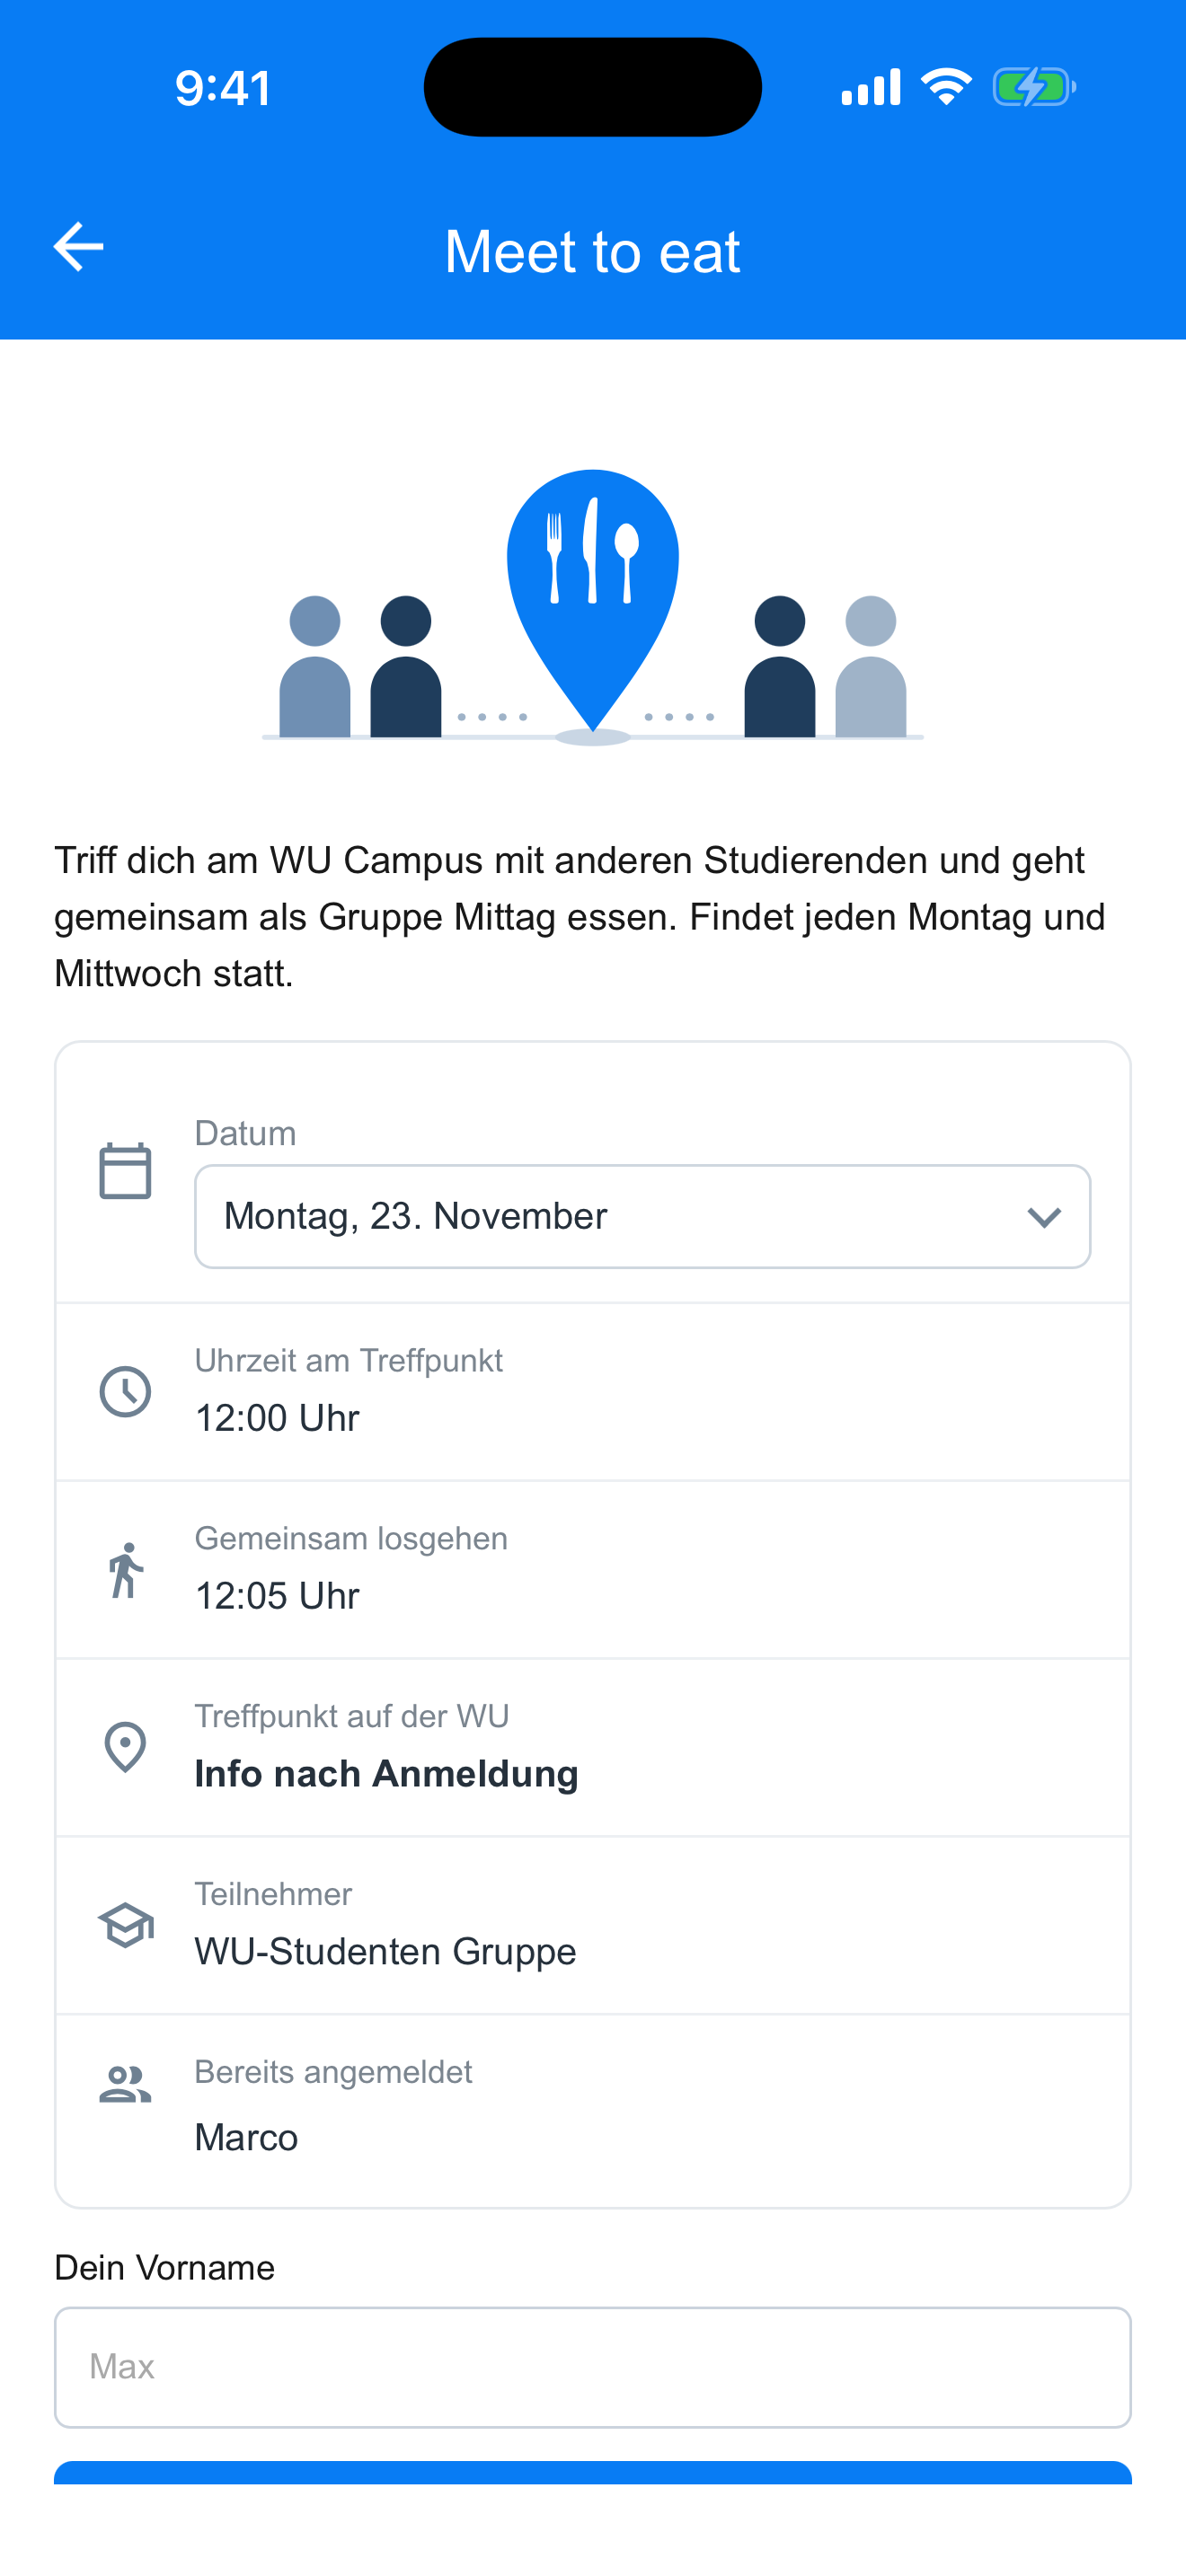 9:41
Meet to eat
Triff dich am WU Campus mit anderen Studierenden und geht
gemeinsam als Gruppe Mittag essen. Findet jeden Montag und
Mittwoch statt.
Datum
Montag, 23. November
Uhrzeit am Treffpunkt
12:00 Uhr
Gemeinsam losgehen
12:05 Uhr
Treffpunkt auf der WU
Info nach Anmeldung
Teilnehmer
WU-Studenten Gruppe
Bereits angemeldet
Marco
Dein Vorname
Max